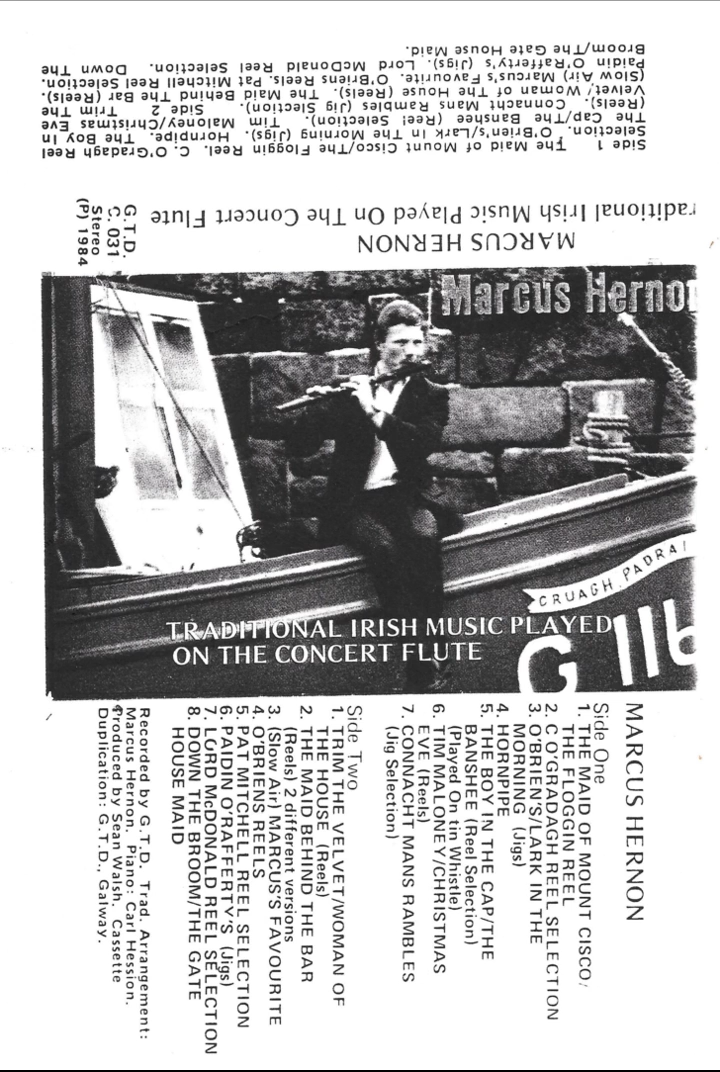 Side 1 The Maid of Mount Cisco/The Floggin Reel. C. O'Gradagh Reel
Selection. O'Brien's/Lark In The Morning (Jigs). Hornpipe. The Boy In
The Cap/The Banshee (Reel Selection). Tim Maloney/Christmas Eve
(Reels). Connacht Mans Rambles (Jig Slection). Side 2 Trim The
Velvet/ Woman of The House (Reels). The Maid Behind The Bar (Reels).
(Slow Air) Marcus's Favourite. O'Briens Reels. Pat Mitchell Reel Selection.
Paidin O'Rafferty's (Jigs). Lord McDonald Reel Selection. Down The
Broom/The Gate House Maid.
MARCUS HERNON
raditional Irish Music Played On The Concert Flute
G.T.D.
C. 031
Stereo
(P) 1984
Marcus Hernon
CRUAGH PADRAI
G 116
TRADITIONAL IRISH MUSIC PLAYED
ON THE CONCERT FLUTE
MARCUS HERNON
Side One
1. THE MAID OF MOUNT CISCO/
THE FLOGGIN REEL
2. C O'GRADAGH REEL SELECTION
3. O'BRIEN'S/LARK IN THE
MORNING (Jigs)
4. HORNPIPE
5. THE BOY IN THE CAP/THE
BANSHEE (Reel Selection)
(Played On tin Whistle)
6. TIM MALONEY/CHRISTMAS
EVE (Reels)
7. CONNACHT MANS RAMBLES
(Jig Selection)
Side Two
1. TRIM THE VELVET/WOMAN OF
THE HOUSE (Reels)
2. THE MAID BEHIND THE BAR
(Reels) 2 different versions
3. (Slow Air) MARCUS'S FAVOURITE
4. O'BRIENS REELS
5. PAT MITCHELL REEL SELECTION
6. PAIDIN O'RAFFERTY'S (Jigs)
7. LORD McDONALD REEL SELECTION
8. DOWN THE BROOM/THE GATE
HOUSE MAID
Recorded by G.T.D. Trad. Arrangement:
Marcus Hernon. Piano: Carl Hession.
Produced by Sean Walsh. Cassette
Duplication: G.T.D., Galway.